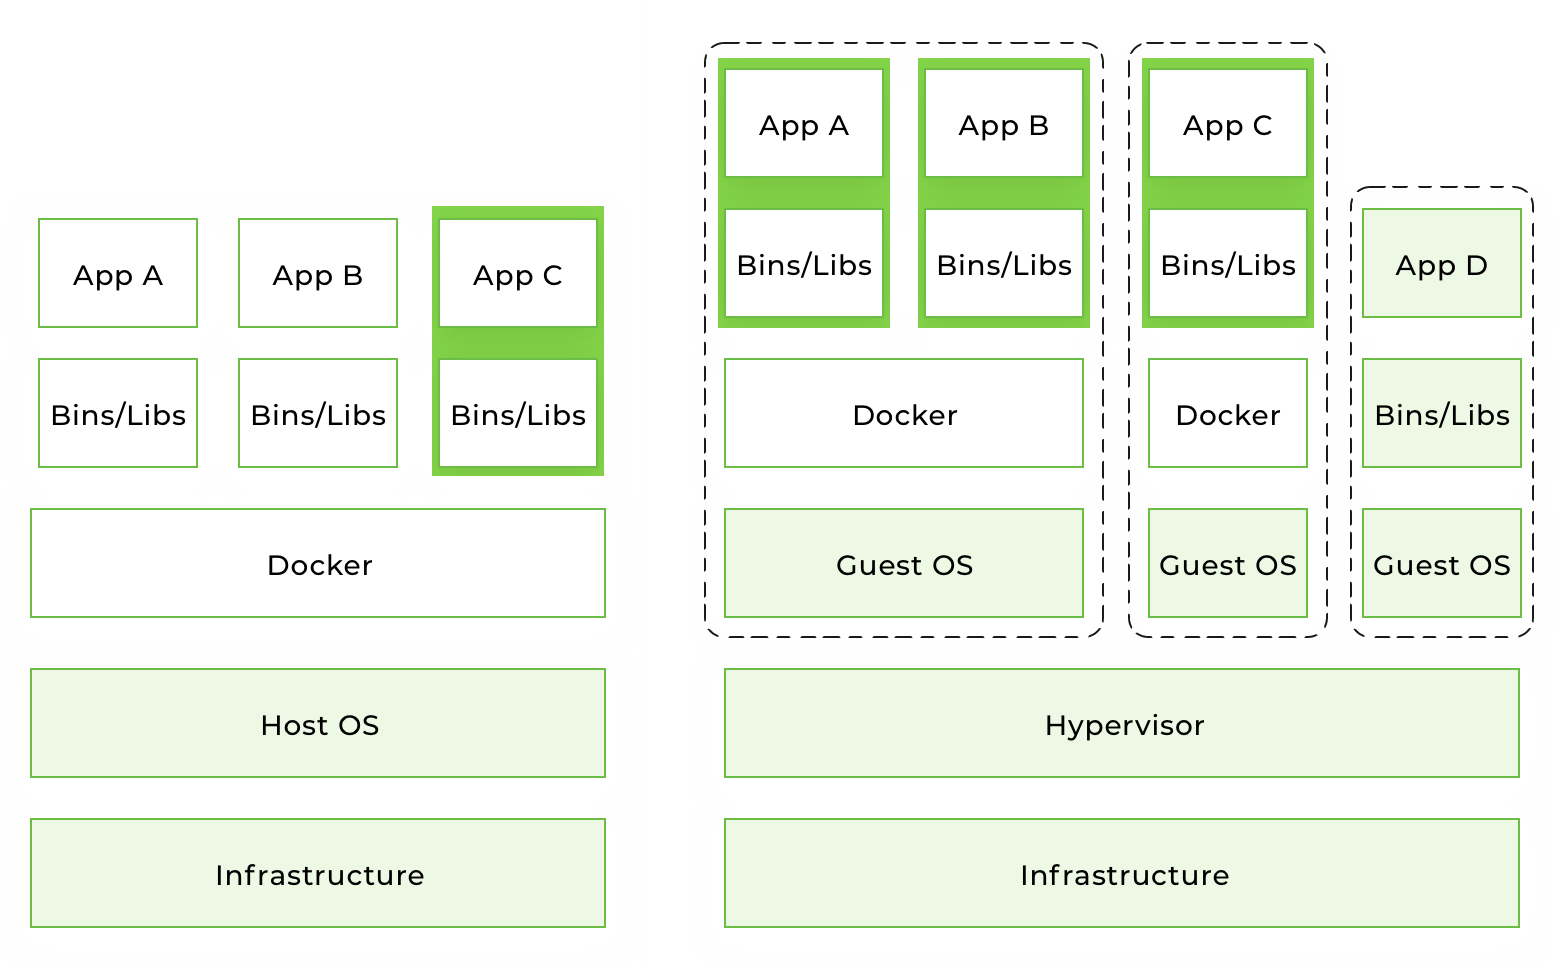 App A
App B
App C
Bins/Libs
Bins/Libs
Bins/Libs
Docker
Host OS
Infrastructure
App A
App B
Bins/Libs
Bins/Libs
Docker
Guest OS
App C
Bins/Libs
Docker
Guest OS
App D
Bins/Libs
Guest OS
Hypervisor
Infrastructure